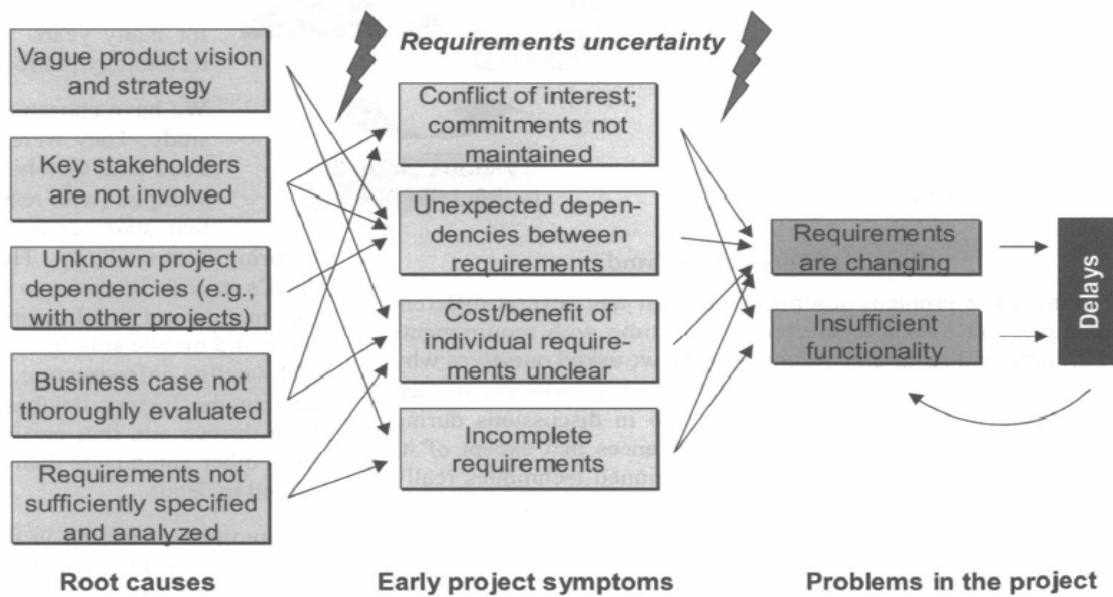 Requirements uncertainty
Vague product vision
and strategy
Key stakeholders
are not involved
Unknown project
dependencies (e.g.,
with other projects)
Business case not
thoroughly evaluated
Requirements not
sufficiently specified
and analyzed
Conflict of interest;
commitments not
maintained
Unexpected depen-
dencies between
requirements
Cost/benefit of
individual require-
ments unclear
Incomplete
requirements
Requirements
are changing
Insufficient
functionality
Delays
Root causes
Early project symptoms
Problems in the project